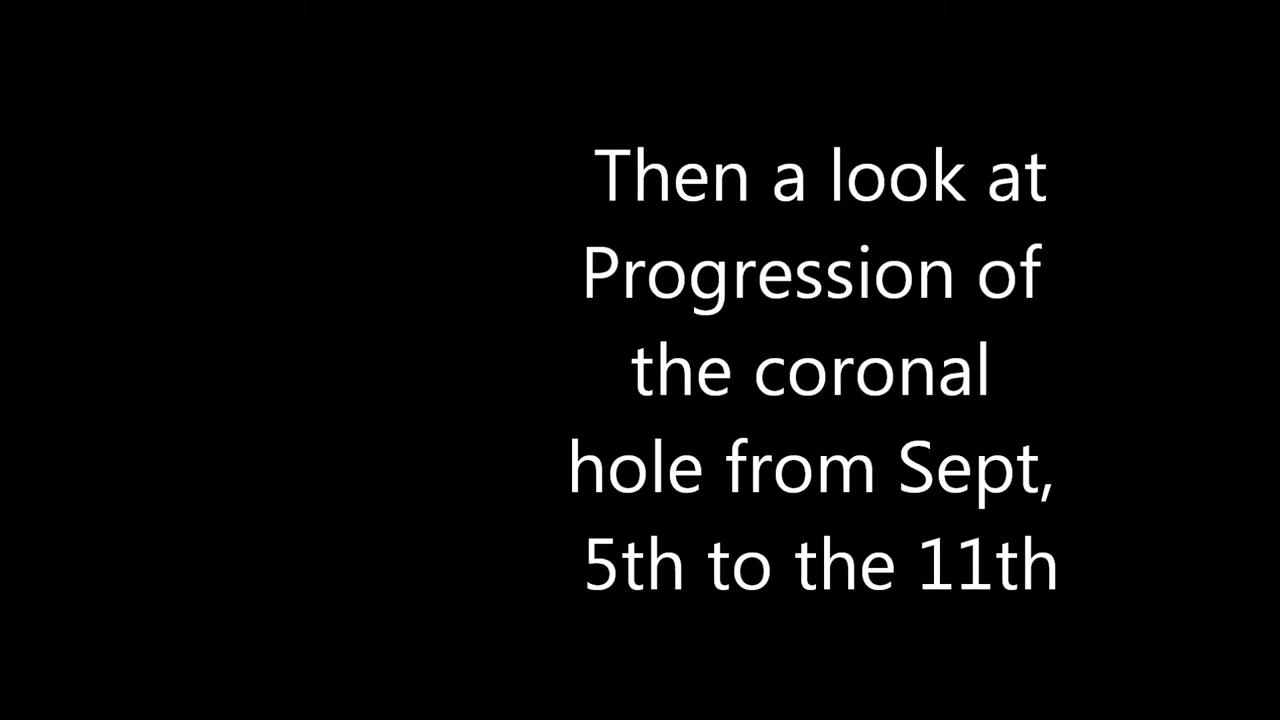 Then a look at
Progression of
the coronal
hole from Sept,
5th to the 11th